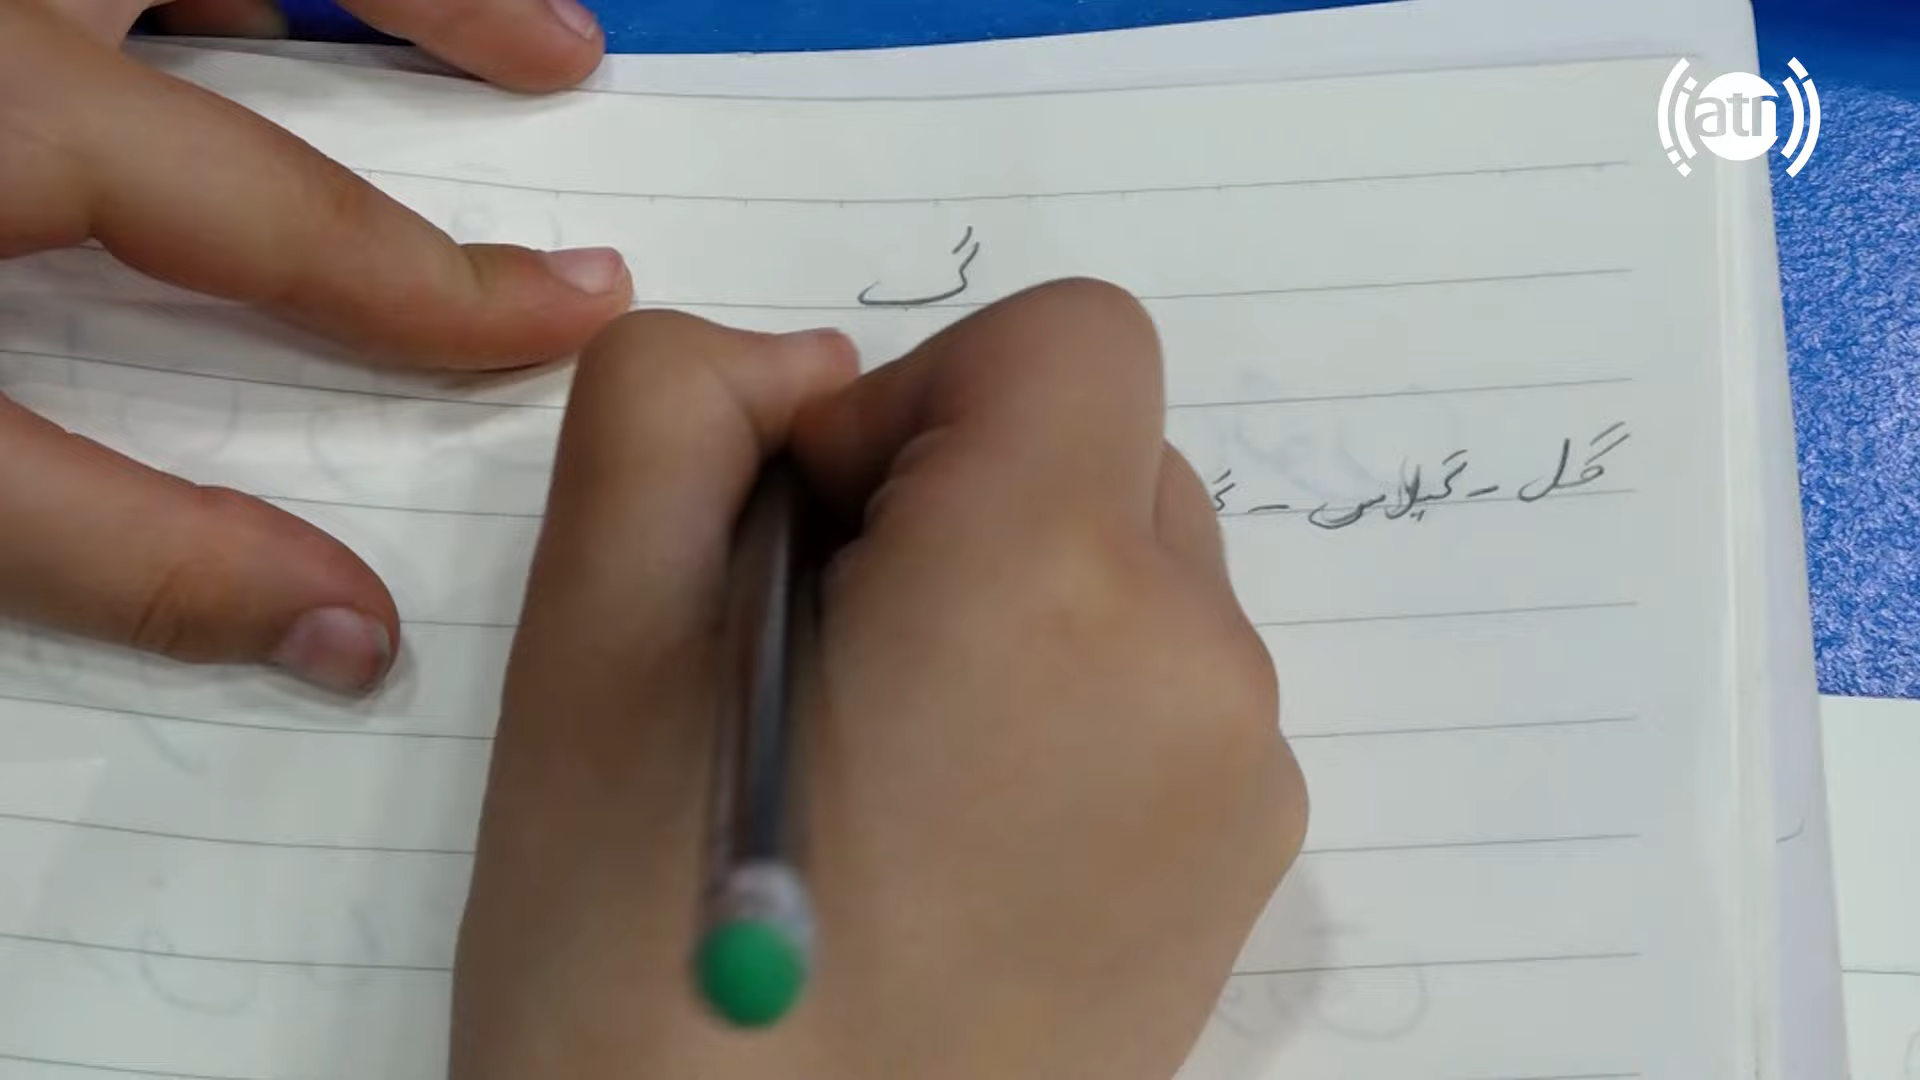 atn
گ
گل - گیلاس -